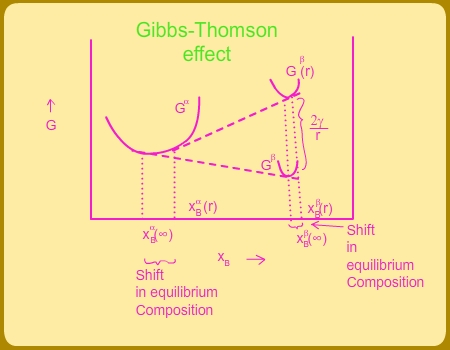 Gibbs-Thomson
effect
G^β(r)
G^α
↑
G
2γ
r
G^β
x_B^α(r)
x_B^β(r)
x_B^α(∞)
x_B^β(∞)
Shift
in
equilibrium
Composition
x_B →
Shift
in equilibrium
Composition